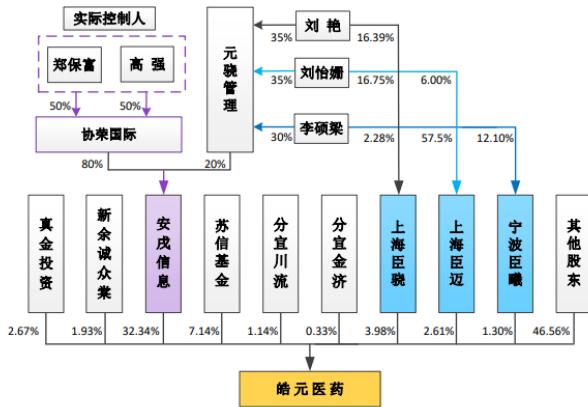 实际控制人
郑保富
高 强
50%
50%
协荣国际
80%
元骁管理
20%
35%
刘 艳
16.39%
35%
刘怡姗
16.75%
6.00%
30%
李硕梁
2.28%
57.5%
12.10%
真金投资
新余诚众棠
安戌信息
苏信基金
分宜川流
分宜金济
上海臣骁
上海臣迈
宁波臣曦
其他股东
2.67%
1.93%
32.34%
7.14%
1.14%
0.33%
3.98%
2.61%
1.30%
46.56%
皓元医药